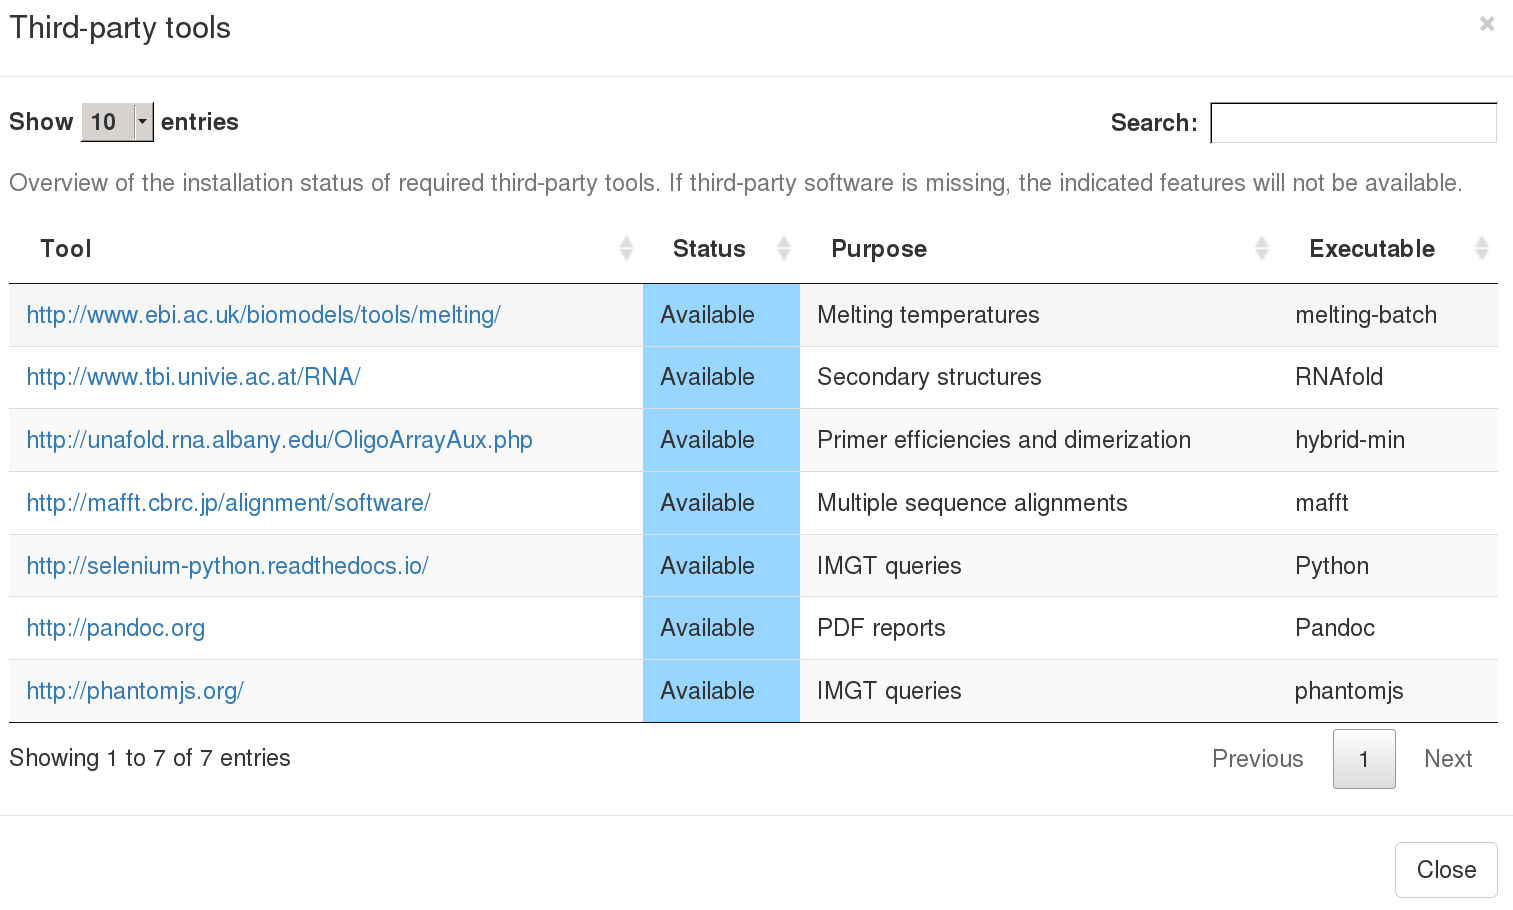 Third-party tools ×
Show 10 entries Search:
Overview of the installation status of required third-party tools. If third-party software is missing, the indicated features will not be available.
Tool Status Purpose Executable
http://www.ebi.ac.uk/biomodels/tools/melting/ Available Melting temperatures melting-batch
http://www.tbi.univie.ac.at/RNA/ Available Secondary structures RNAfold
http://unafold.rna.albany.edu/OligoArrayAux.php Available Primer efficiencies and dimerization hybrid-min
http://mafft.cbrc.jp/alignment/software/ Available Multiple sequence alignments mafft
http://selenium-python.readthedocs.io/ Available IMGT queries Python
http://pandoc.org Available PDF reports Pandoc
http://phantomjs.org/ Available IMGT queries phantomjs
Showing 1 to 7 of 7 entries Previous 1 Next
Close